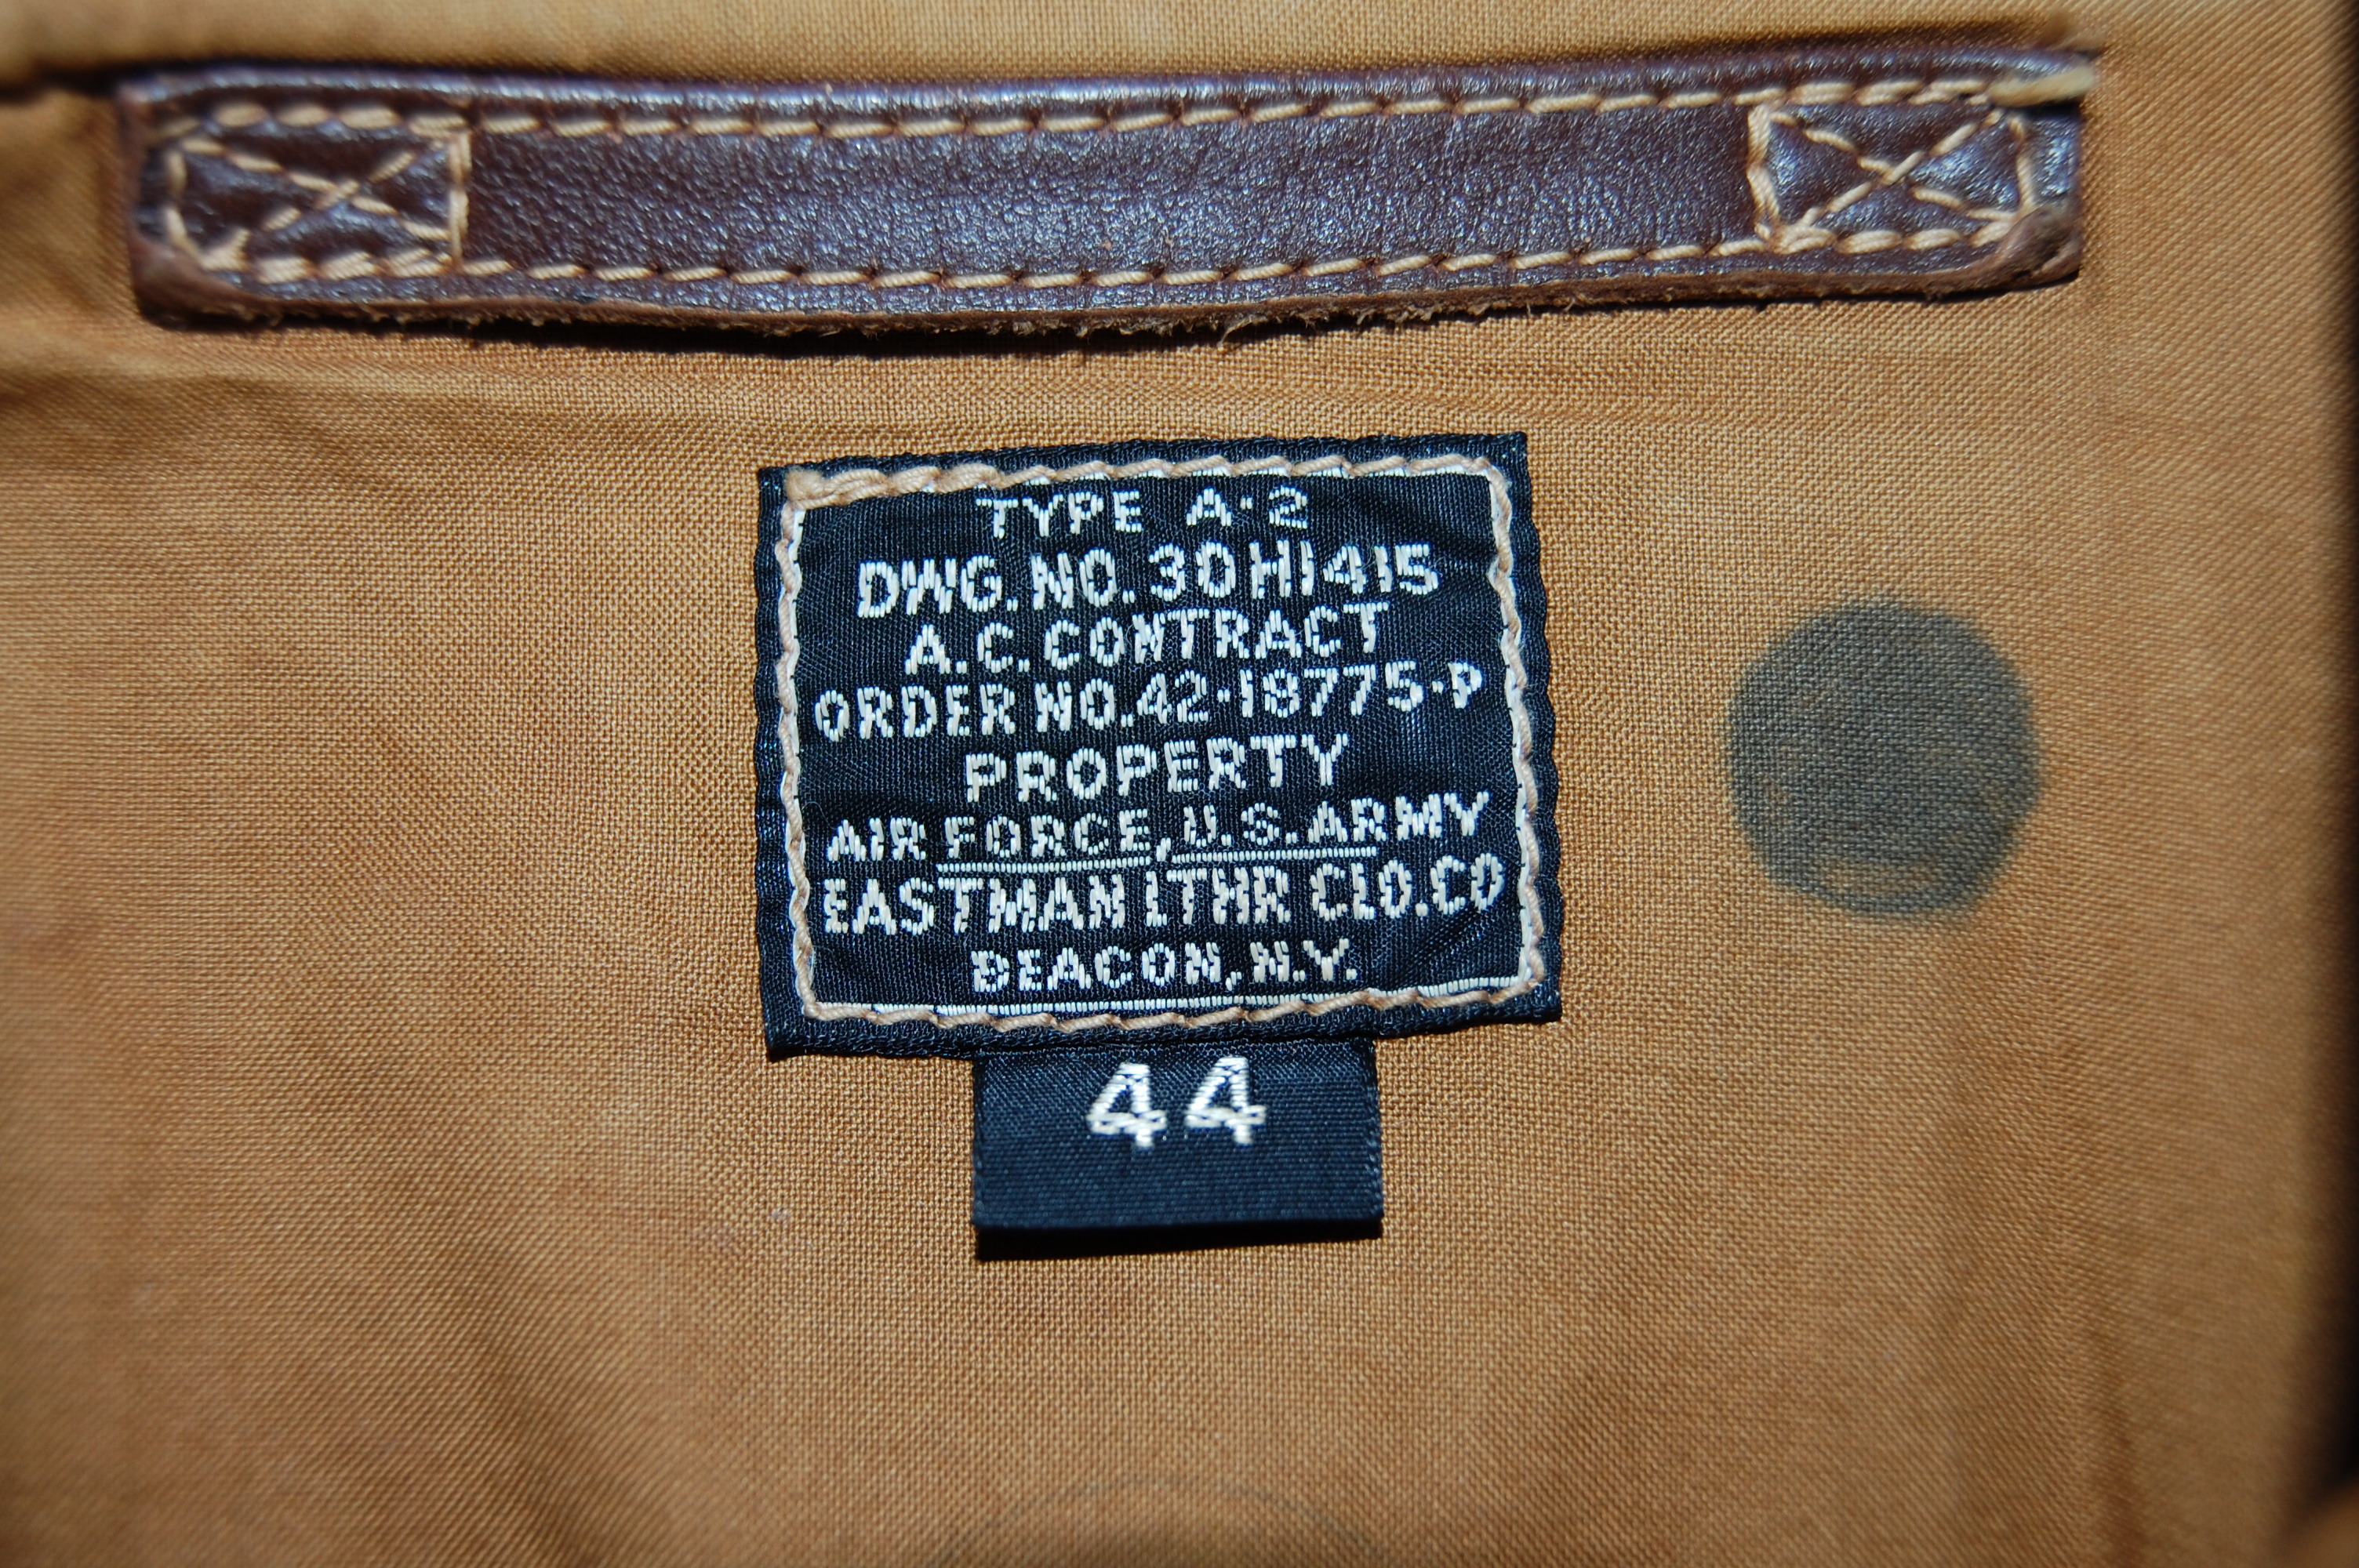 TYPE A·2
DWG. NO. 30H1415
A.C. CONTRACT
ORDER NO. 42·18775·P
PROPERTY
AIR FORCE, U.S. ARMY
EASTMAN LTHR CLO. CO
BEACON, N.Y.
44